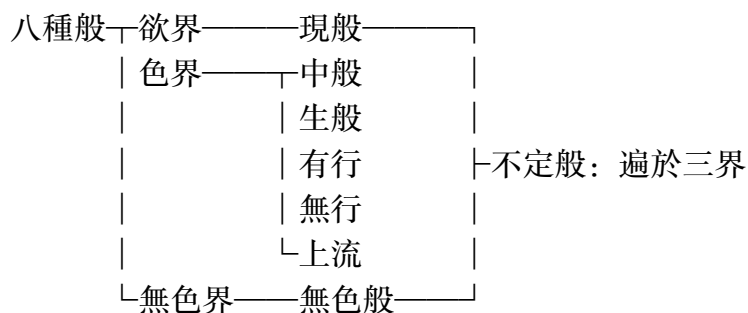 八種般┬欲界———現般———┐
｜色界——┬中般 ｜
｜ ｜生般 ｜
｜ ｜有行 ├不定般：遍於三界
｜ ｜無行 ｜
｜ └上流 ｜
└無色界——無色般———┘